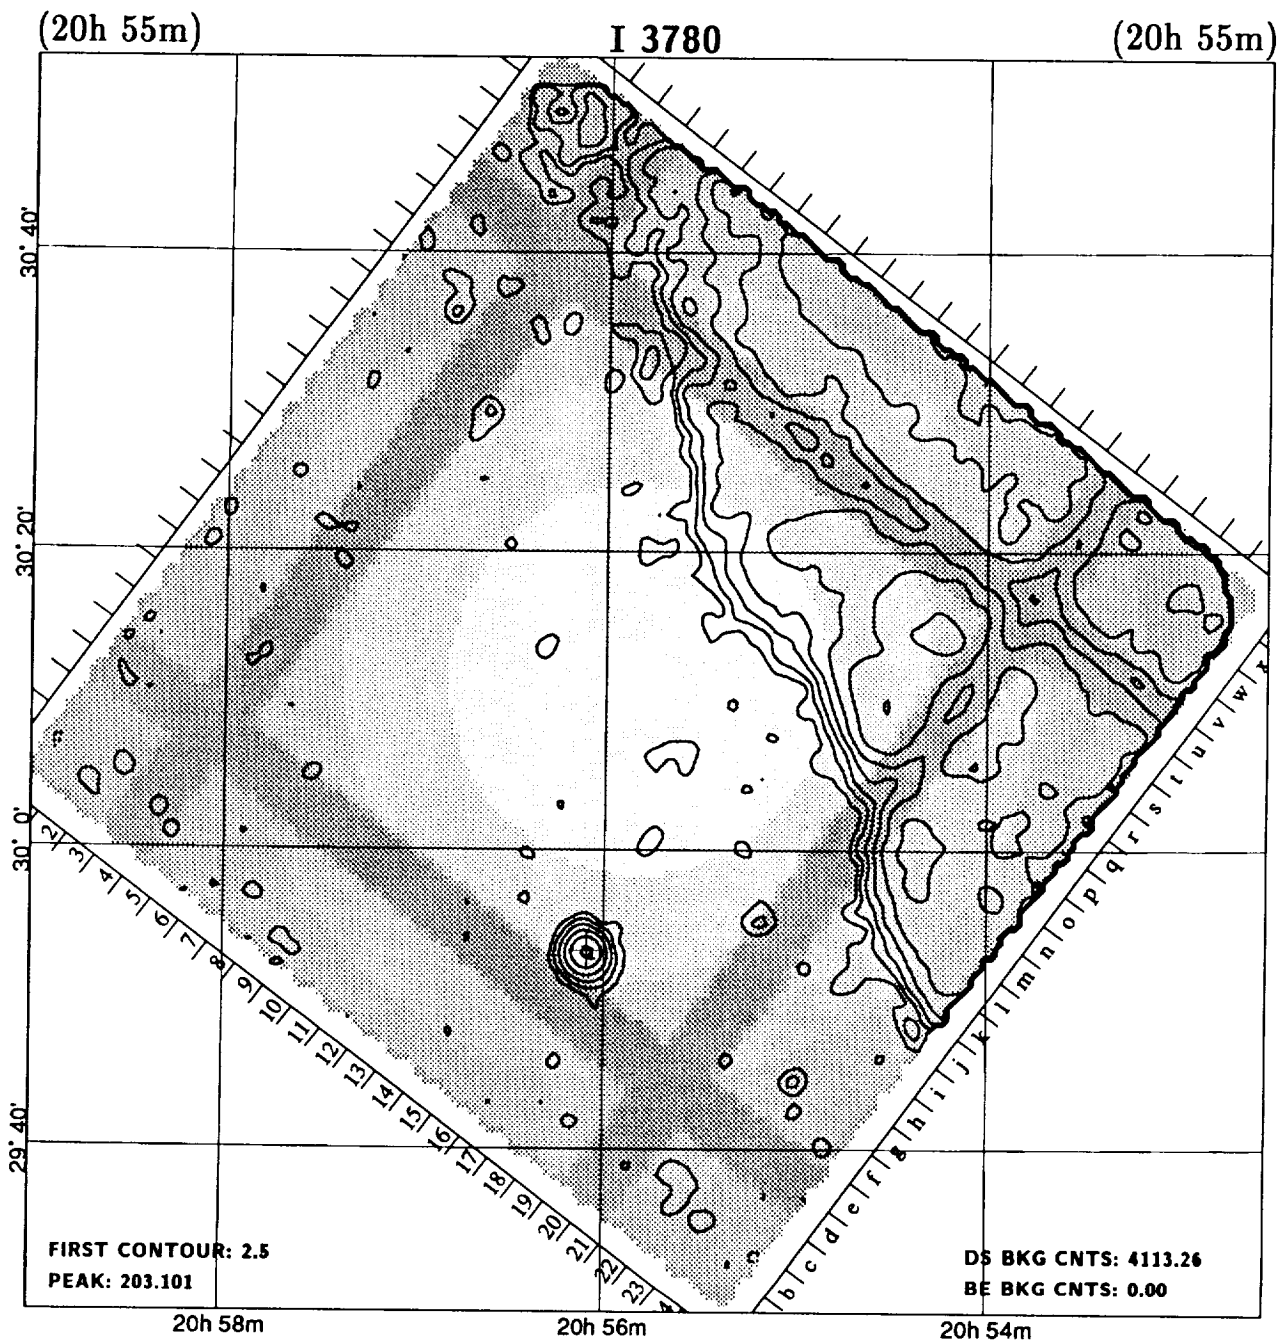 (20h 55m)
I 3780
(20h 55m)
30° 40'
30° 20'
30° 0'
29° 40'
2 3 4 5 6 7 8 9 10 11 12 13 14 15 16 17 18 19 20 21 22 23
b c d e f g h i j k l m n o p q r s t u v w x
FIRST CONTOUR: 2.5
PEAK: 203.101
DS BKG CNTS: 4113.26
BE BKG CNTS: 0.00
20h 58m
20h 56m
20h 54m